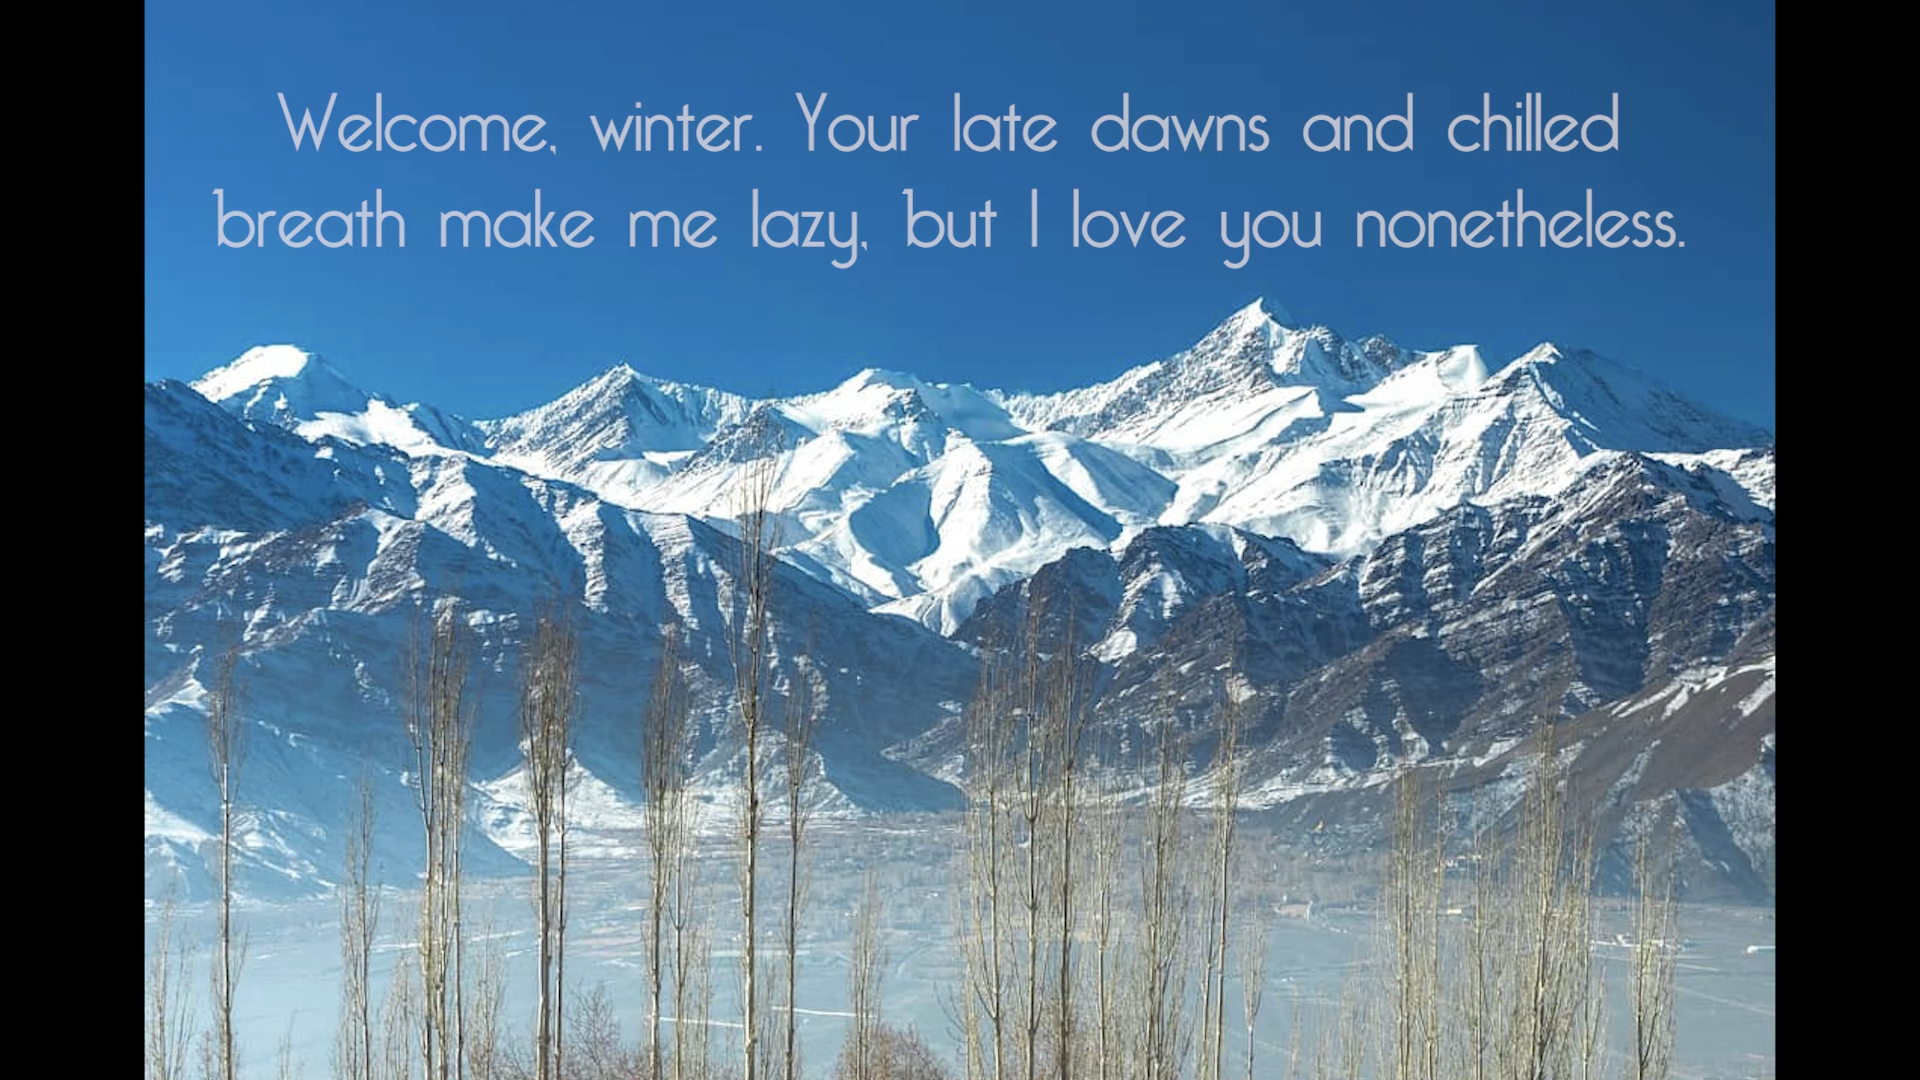 Welcome, winter. Your late dawns and chilled
breath make me lazy, but I love you nonetheless.